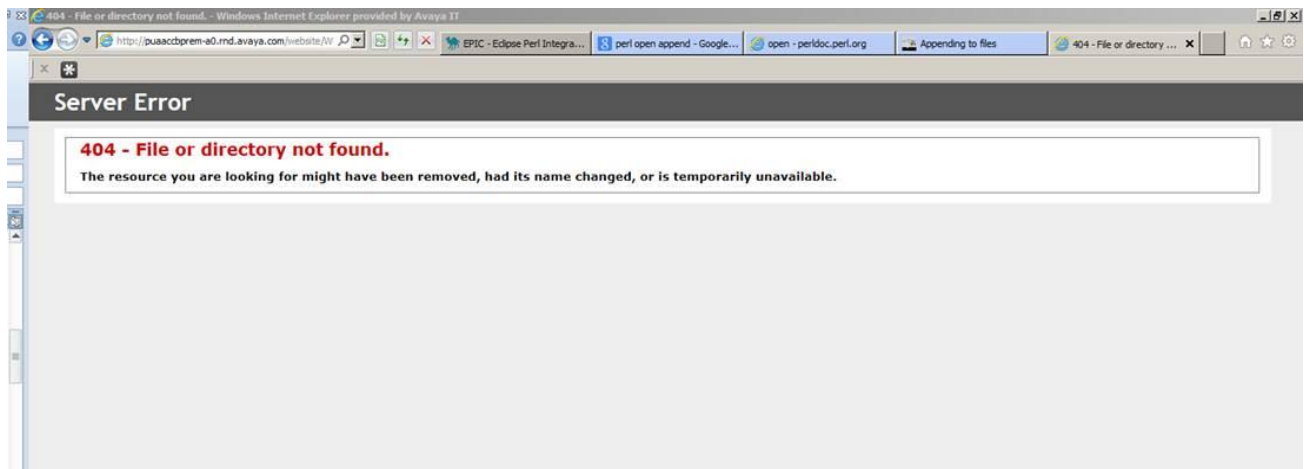 404 - File or directory not found. - Windows Internet Explorer provided by Avaya IT
http://puaaccbprem-a0.rnd.avaya.com/website/W
EPIC - Eclipse Perl Integra...
perl open append - Google...
open - perldoc.perl.org
Appending to files
404 - File or directory ...
Server Error
404 - File or directory not found.
The resource you are looking for might have been removed, had its name changed, or is temporarily unavailable.